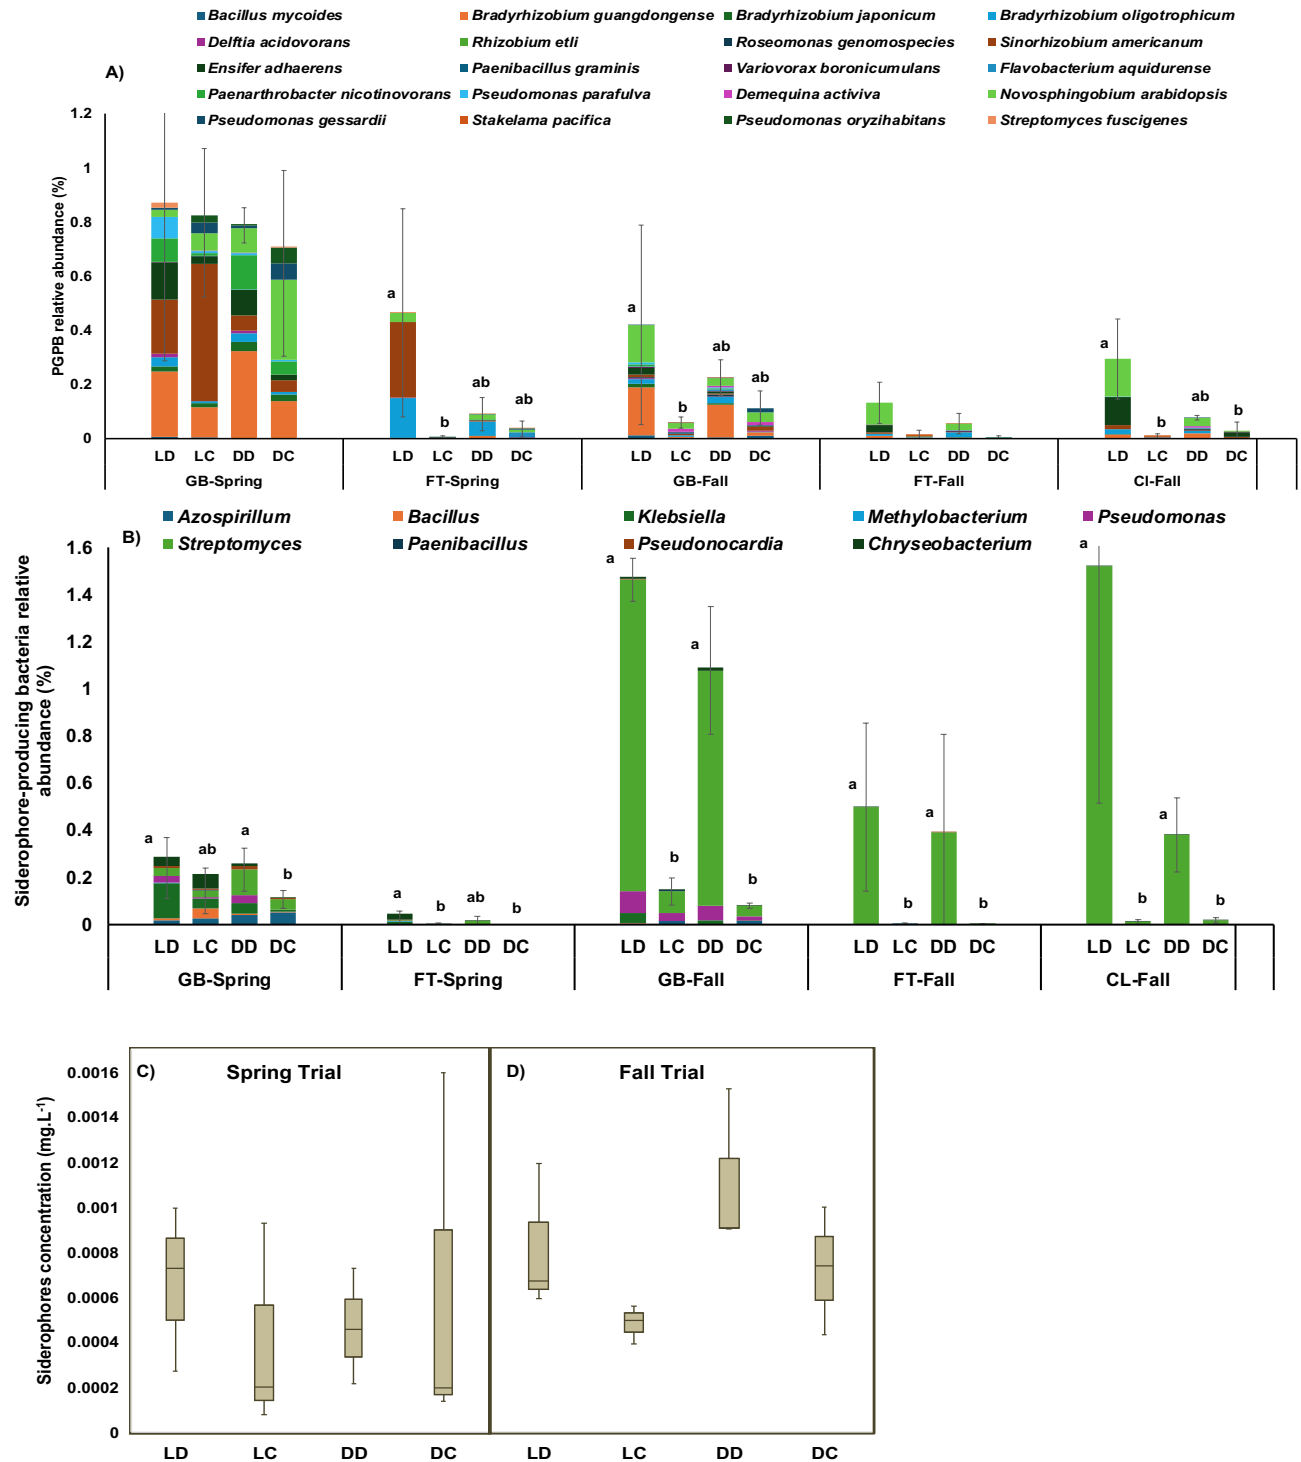 Bacillus mycoides Bradyrhizobium guangdongense Bradyrhizobium japonicum Bradyrhizobium oligotrophicum
Delftia acidovorans Rhizobium etli Roseomonas genomospecies Sinorhizobium americanum
Ensifer adhaerens Paenibacillus graminis Variovorax boronicumulans Flavobacterium aquidurense
Paenarthrobacter nicotinovorans Pseudomonas parafulva Demequina activiva Novosphingobium arabidopsis
Pseudomonas gessardii Stakelama pacifica Pseudomonas oryzihabitans Streptomyces fuscigenes
A)
PGPB relative abundance (%)
1.2
1
0.8
0.6
0.4
0.2
0
a b ab ab
a b ab ab
a b ab b
LD LC DD DC LD LC DD DC LD LC DD DC LD LC DD DC LD LC DD DC
GB-Spring FT-Spring GB-Fall FT-Fall Cl-Fall
B)
Azospirillum Bacillus Klebsiella Methylobacterium Pseudomonas
Streptomyces Paenibacillus Pseudonocardia Chryseobacterium
Siderophore-producing bacteria relative
abundance (%)
1.6
1.4
1.2
1
0.8
0.6
0.4
0.2
0
a ab a b
a b ab b
a b a b
a b a b
a b a b
LD LC DD DC LD LC DD DC LD LC DD DC LD LC DD DC LD LC DD DC
GB-Spring FT-Spring GB-Fall FT-Fall CL-Fall
C) Spring Trial
Siderophores concentration (mg.L-1)
0.0016
0.0014
0.0012
0.001
0.0008
0.0006
0.0004
0.0002
0
LD LC DD DC
D) Fall Trial
LD LC DD DC